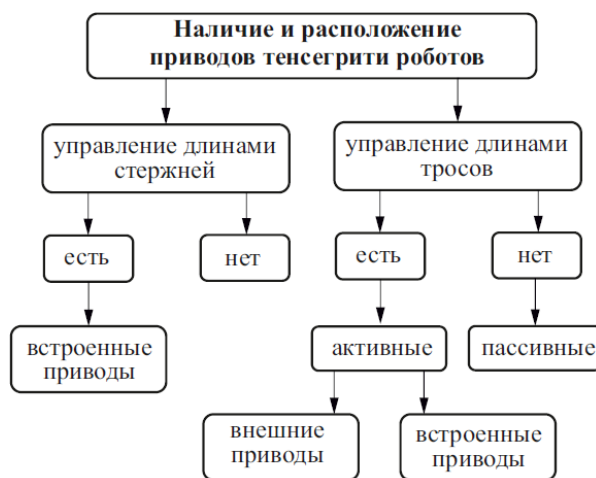 Наличие и расположение
приводов тенсегрити роботов
управление длинами
стержней
управление длинами
тросов
есть
нет
есть
нет
встроенные
приводы
активные
пассивные
внешние
приводы
встроенные
приводы